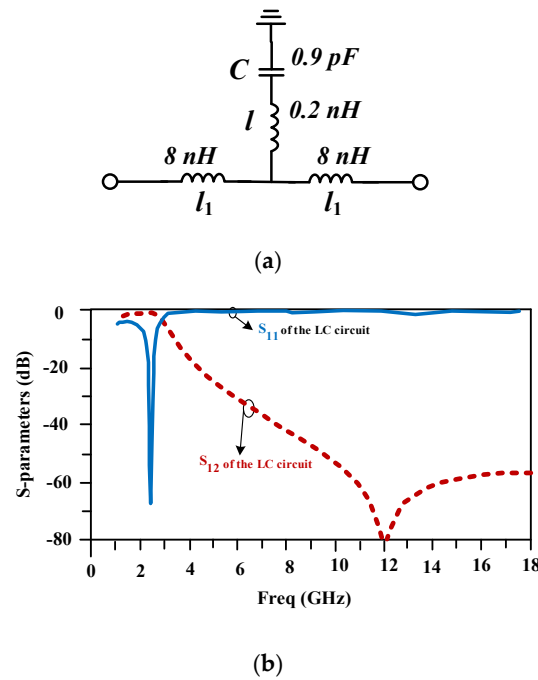 C
0.9 pF
l
0.2 nH
8 nH
8 nH
l1
l1
(a)
0
-20
-40
-60
-80
S-parameters (dB)
S11 of the LC circuit
S12 of the LC circuit
0 2 4 6 8 10 12 14 16 18
Freq (GHz)
(b)